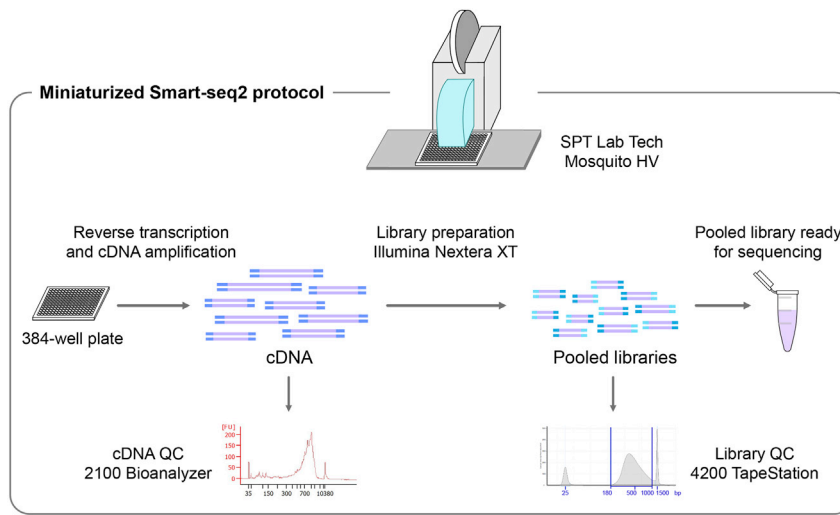 Miniaturized Smart-seq2 protocol
SPT Lab Tech
Mosquito HV
Reverse transcription
and cDNA amplification
Library preparation
Illumina Nextera XT
Pooled library ready
for sequencing
384-well plate
cDNA
Pooled libraries
cDNA QC
2100 Bioanalyzer
[FU]
200
150
100
50
0
35 150 300 700 10380
25 180 500 1000 1500 bp
Library QC
4200 TapeStation